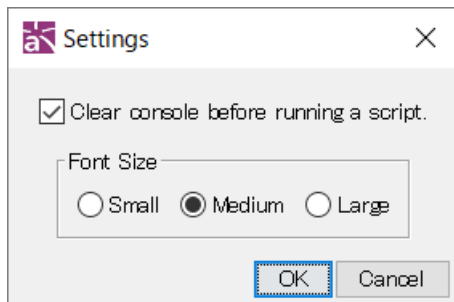 Settings
Clear console before running a script.
Font Size
Small Medium Large
OK Cancel